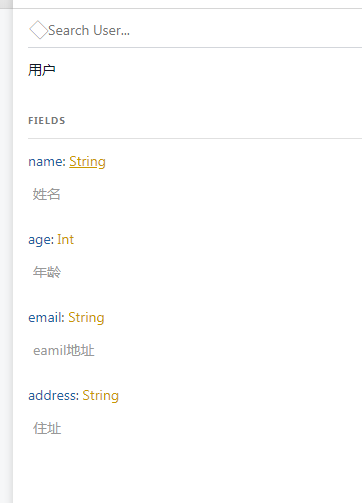 Search User...
用户
FIELDS
name: String
姓名
age: Int
年龄
email: String
eamil地址
address: String
住址